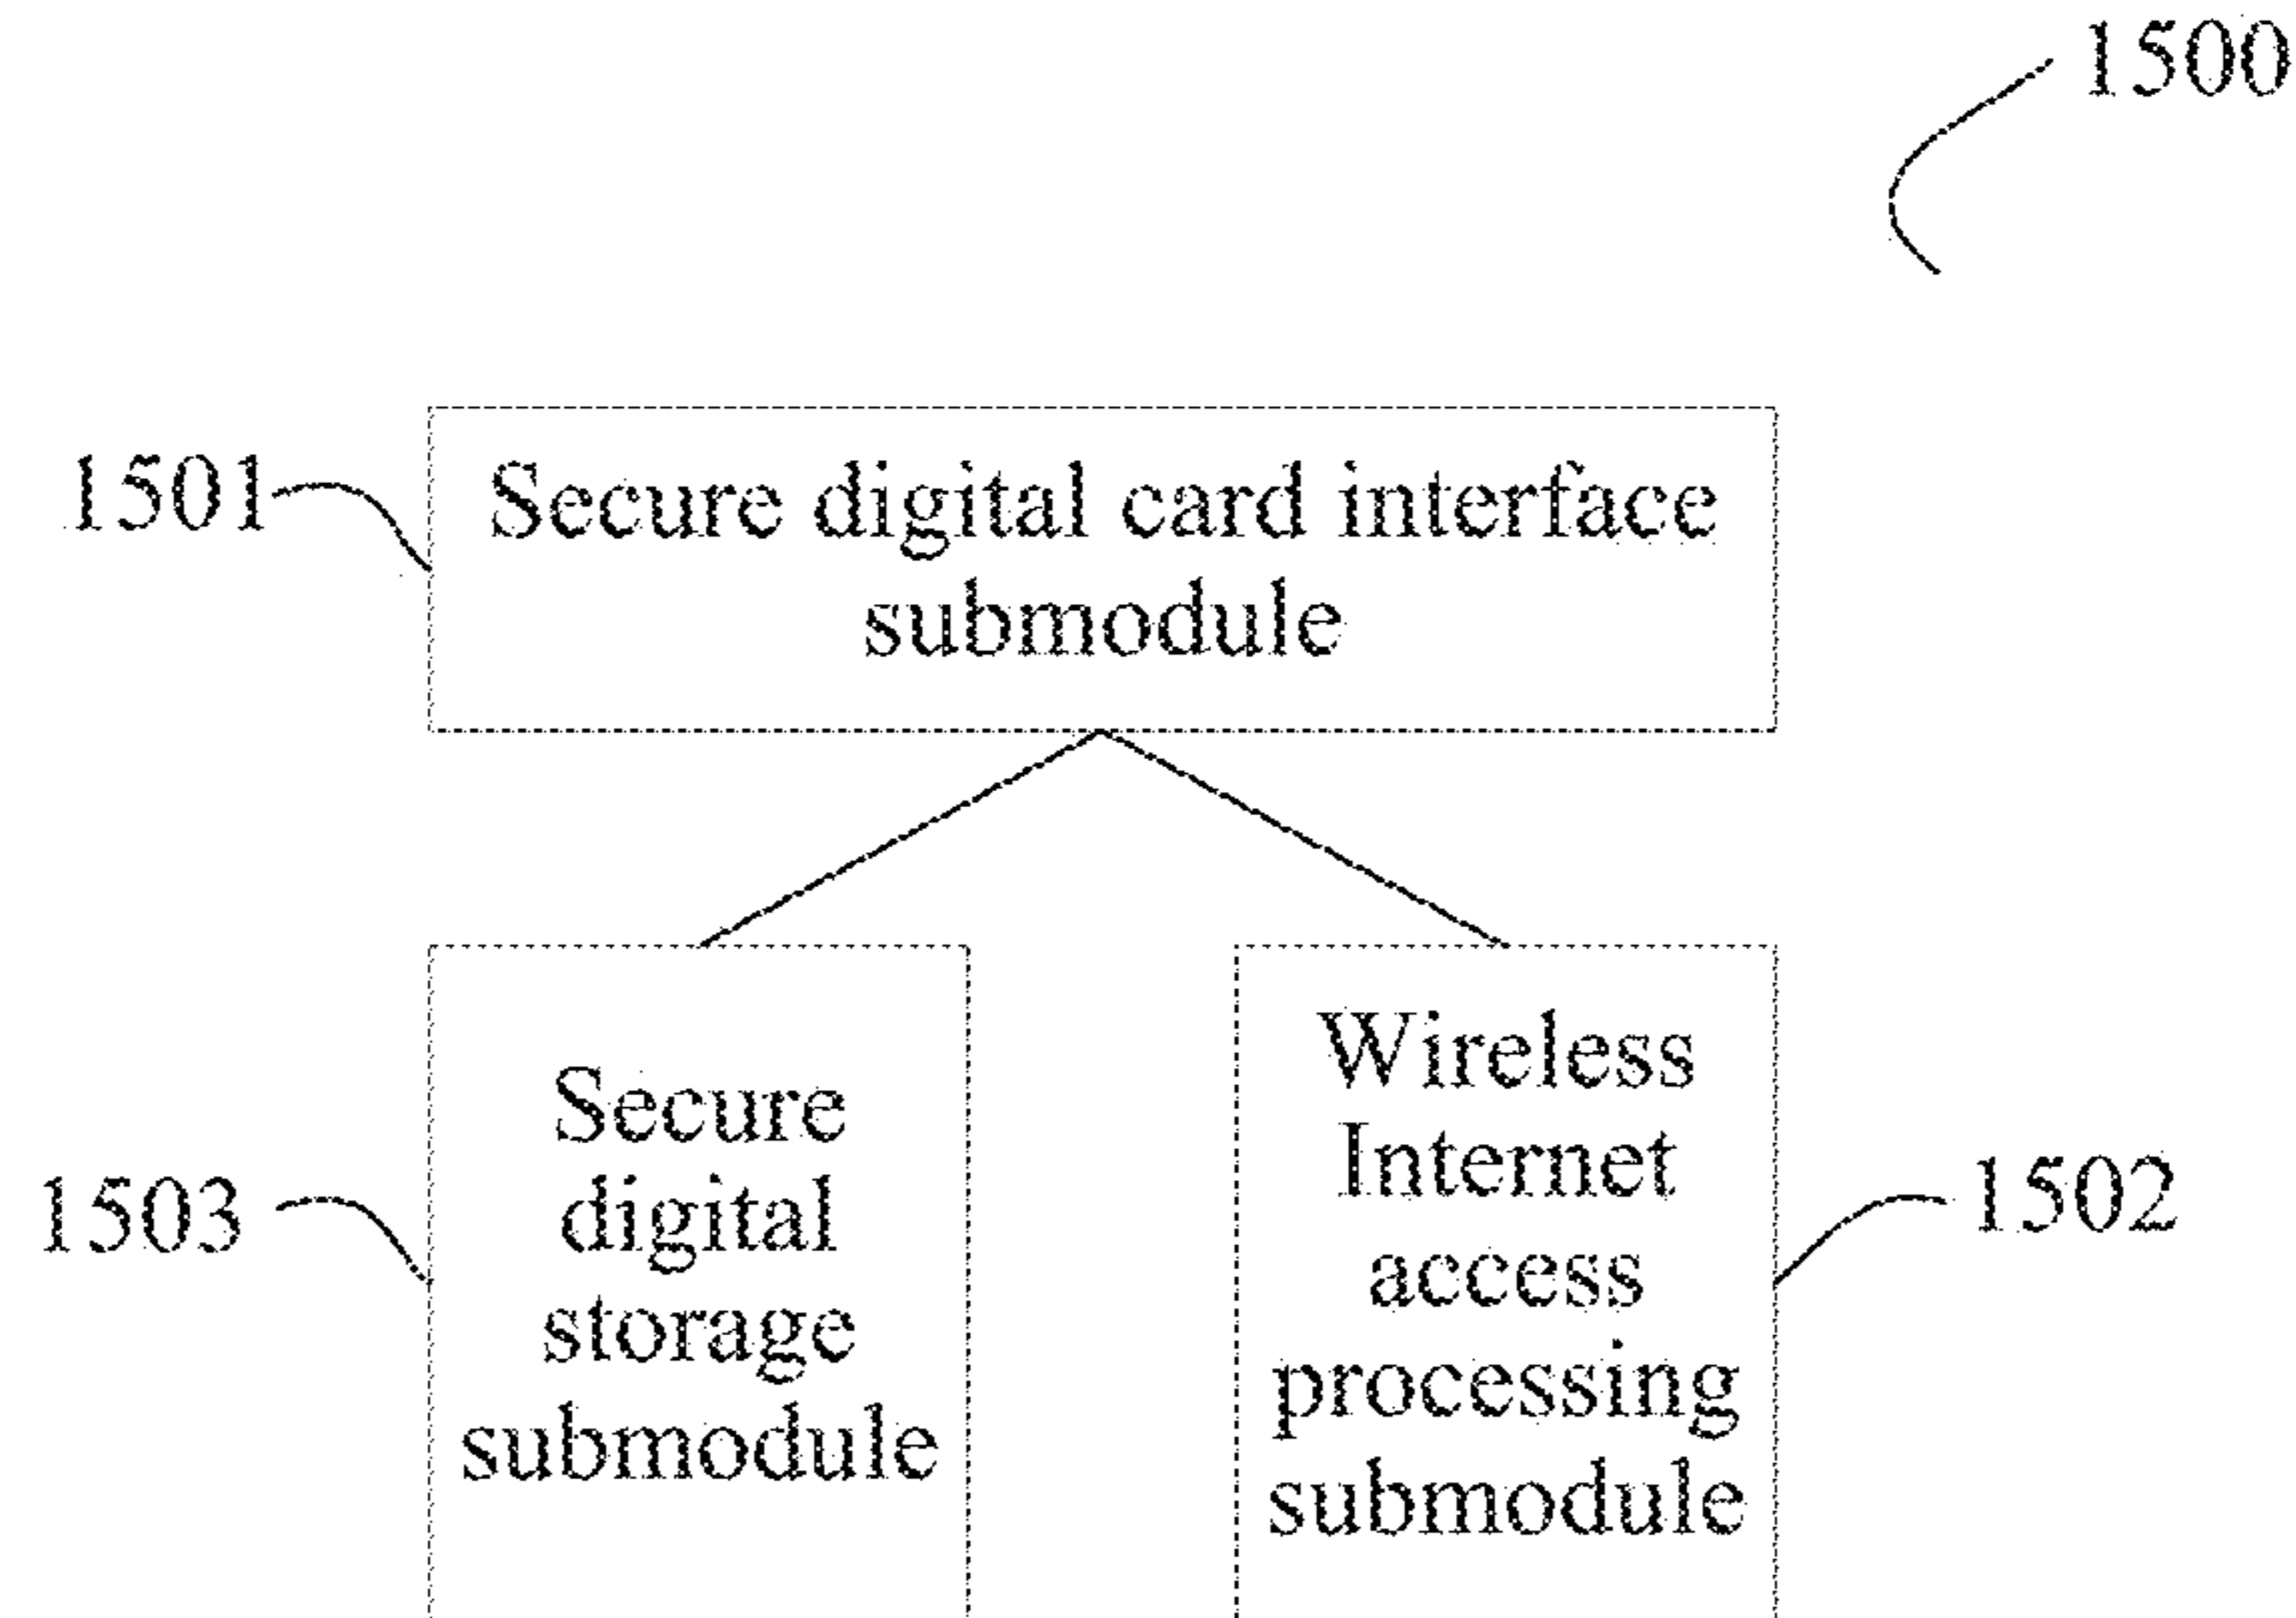 1500
1501
Secure digital card interface
submodule
1503
Secure
digital
storage
submodule
Wireless
Internet
access
processing
submodule
1502